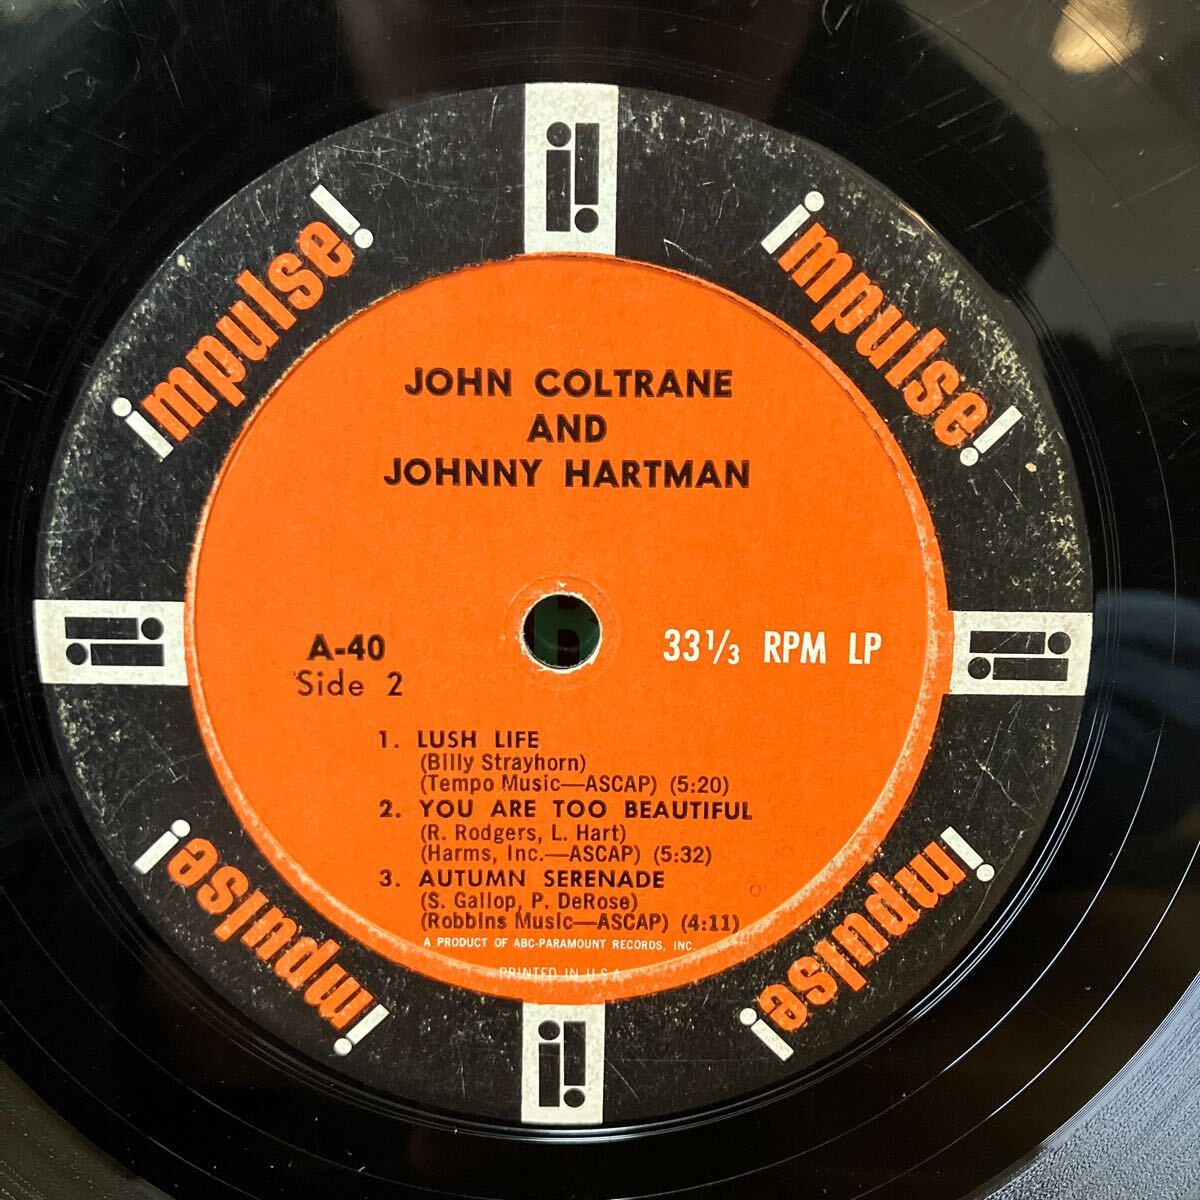 impulse!
impulse!
JOHN COLTRANE
AND
JOHNNY HARTMAN
A-40
Side 2
33 1/3 RPM LP
1. LUSH LIFE
(Billy Strayhorn)
(Tempo Music—ASCAP) (5:20)
2. YOU ARE TOO BEAUTIFUL
(R. Rodgers, L. Hart)
(Harms, Inc.—ASCAP) (5:32)
3. AUTUMN SERENADE
(S. Gallop, P. DeRose)
(Robbins Music—ASCAP) (4:11)
A PRODUCT OF ABC-PARAMOUNT RECORDS, INC.
PRINTED IN U.S.A.
impulse!
impulse!